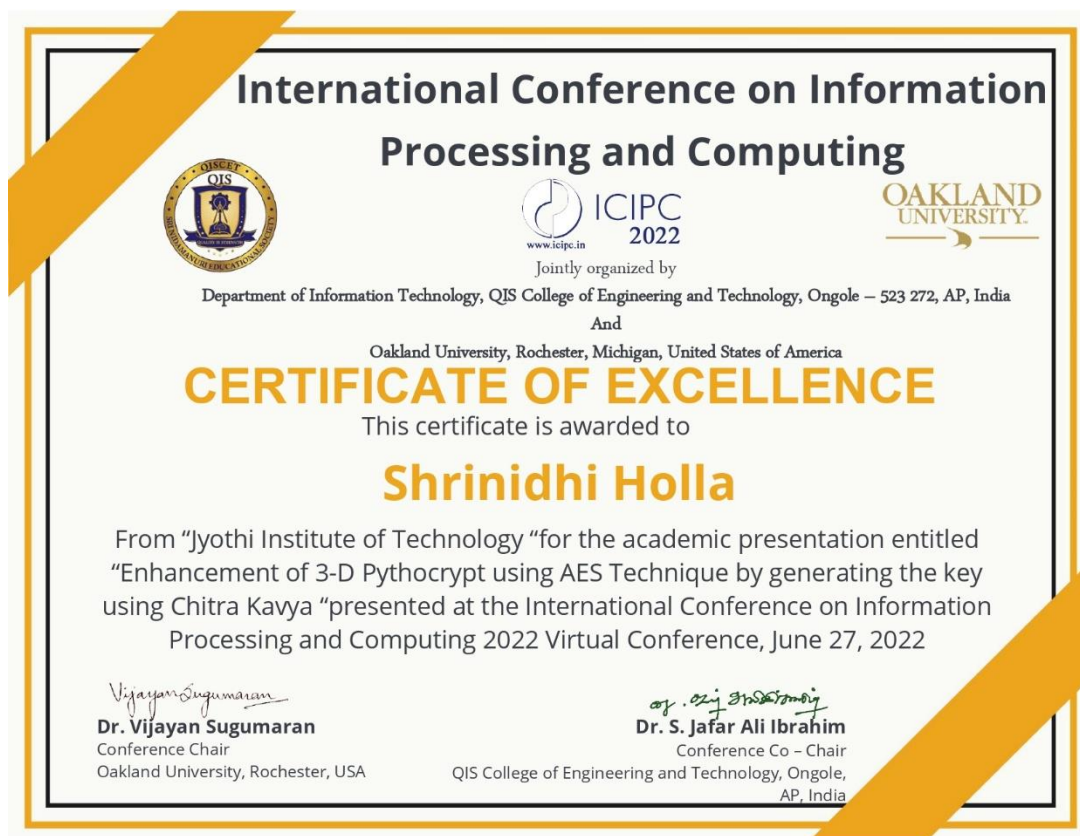 International Conference on Information
Processing and Computing
QISCET
QIS
SRI NIDAMANURI EDUCATIONAL SOCIETY
ICIPC
2022
www.icipc.in
OAKLAND
UNIVERSITY
Jointly organized by
Department of Information Technology, QIS College of Engineering and Technology, Ongole – 523 272, AP, India
And
Oakland University, Rochester, Michigan, United States of America
CERTIFICATE OF EXCELLENCE
This certificate is awarded to
Shrinidhi Holla
From “Jyothi Institute of Technology “for the academic presentation entitled
“Enhancement of 3-D Pythocrypt using AES Technique by generating the key
using Chitra Kavya “presented at the International Conference on Information
Processing and Computing 2022 Virtual Conference, June 27, 2022
Vijayan Sugumaran
Dr. Vijayan Sugumaran
Conference Chair
Oakland University, Rochester, USA
Dr. S. Jafar Ali Ibrahim
Conference Co – Chair
QIS College of Engineering and Technology, Ongole,
AP, India